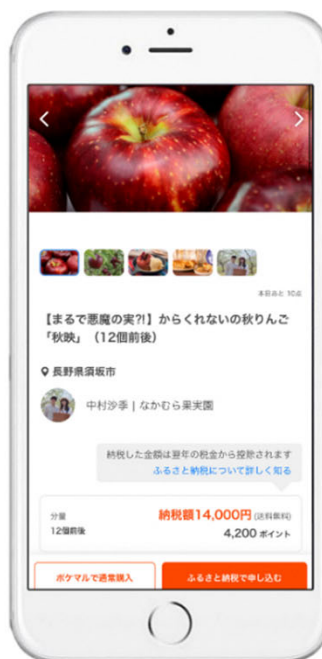 本日あと 10点
【まるで悪魔の実?!】からくれないの秋りんご
「秋映」（12個前後）
長野県須坂市
中村沙季 | なかむら果実園
納税した金額は翌年の税金から控除されます
ふるさと納税について詳しく知る
分量
納税額14,000円 (送料無料)
12個前後
4,200 ポイント
ポケマルで通常購入
ふるさと納税で申し込む